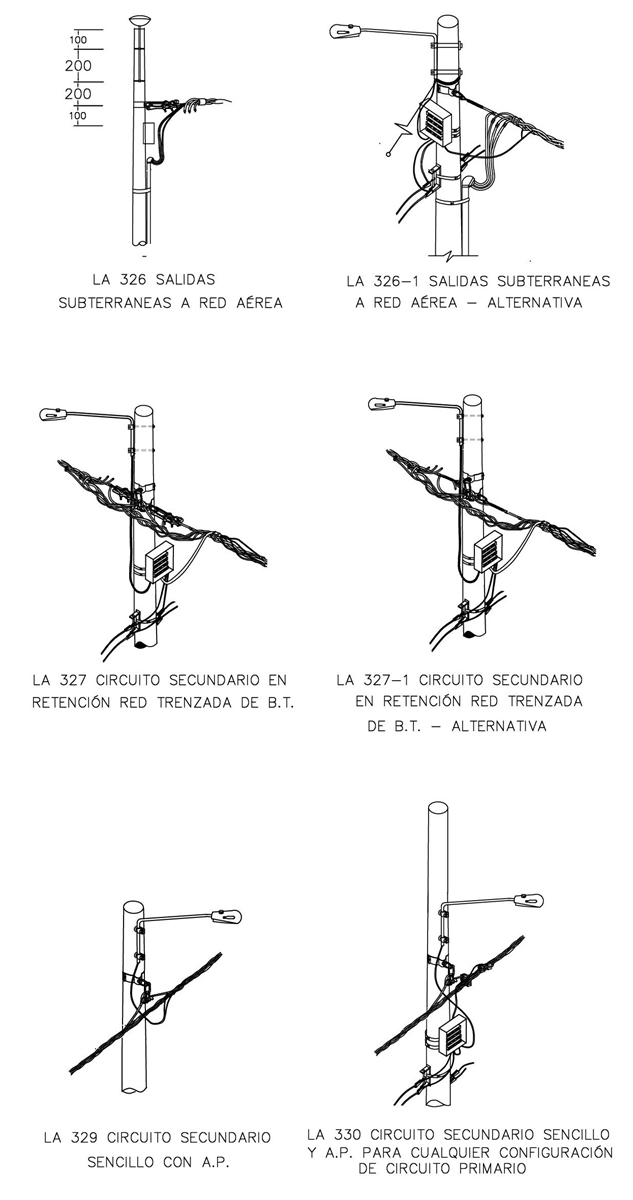 100
200
200
100
LA 326 SALIDAS
SUBTERRANEAS A RED AÉREA
LA 326-1 SALIDAS SUBTERRANEAS
A RED AÉREA - ALTERNATIVA
LA 327 CIRCUITO SECUNDARIO EN
RETENCIÓN RED TRENZADA DE B.T.
LA 327-1 CIRCUITO SECUNDARIO
EN RETENCIÓN RED TRENZADA
DE B.T. - ALTERNATIVA
LA 329 CIRCUITO SECUNDARIO
SENCILLO CON A.P.
LA 330 CIRCUITO SECUNDARIO SENCILLO
Y A.P. PARA CUALQUIER CONFIGURACIÓN
DE CIRCUITO PRIMARIO